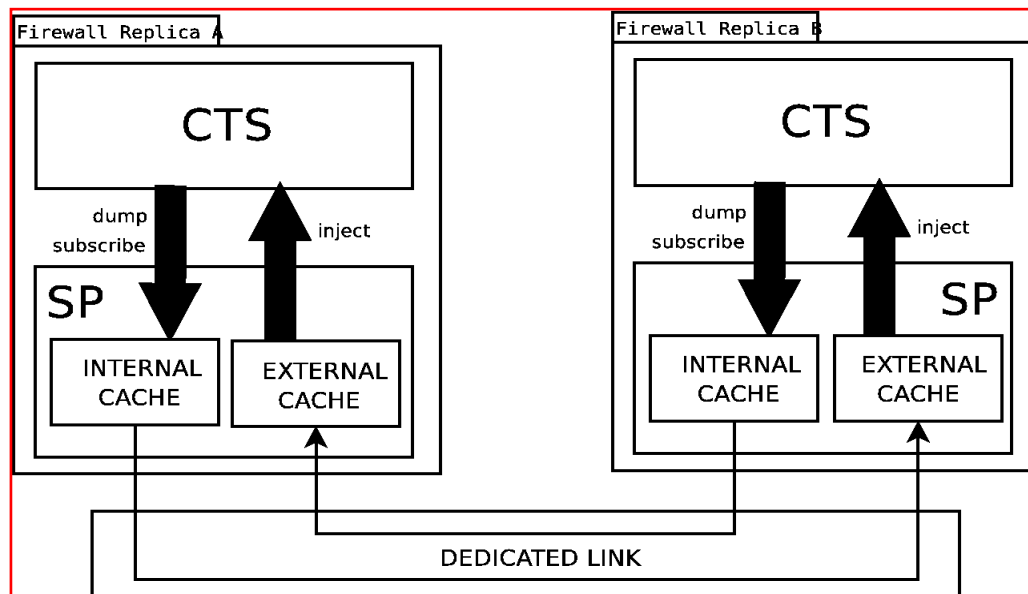 Firewall Replica A
CTS
dump
subscribe
inject
SP
INTERNAL
CACHE
EXTERNAL
CACHE
Firewall Replica B
CTS
dump
subscribe
inject
SP
INTERNAL
CACHE
EXTERNAL
CACHE
DEDICATED LINK